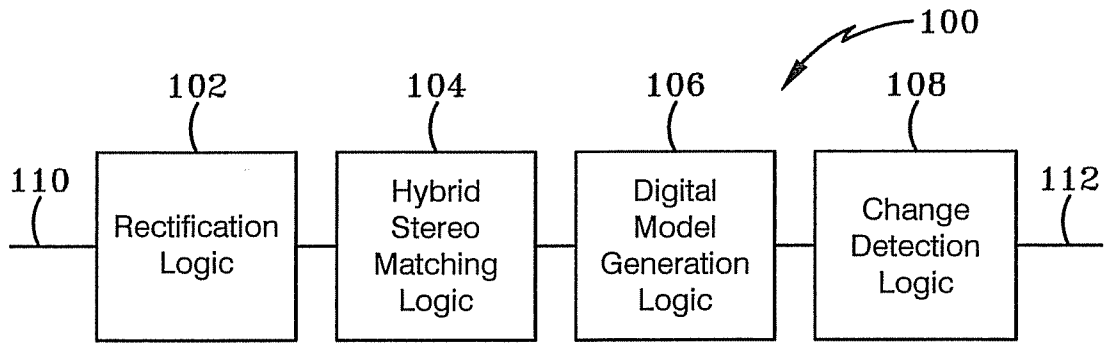 100
102
104
106
108
110
112
Rectification
Logic
Hybrid
Stereo
Matching
Logic
Digital
Model
Generation
Logic
Change
Detection
Logic